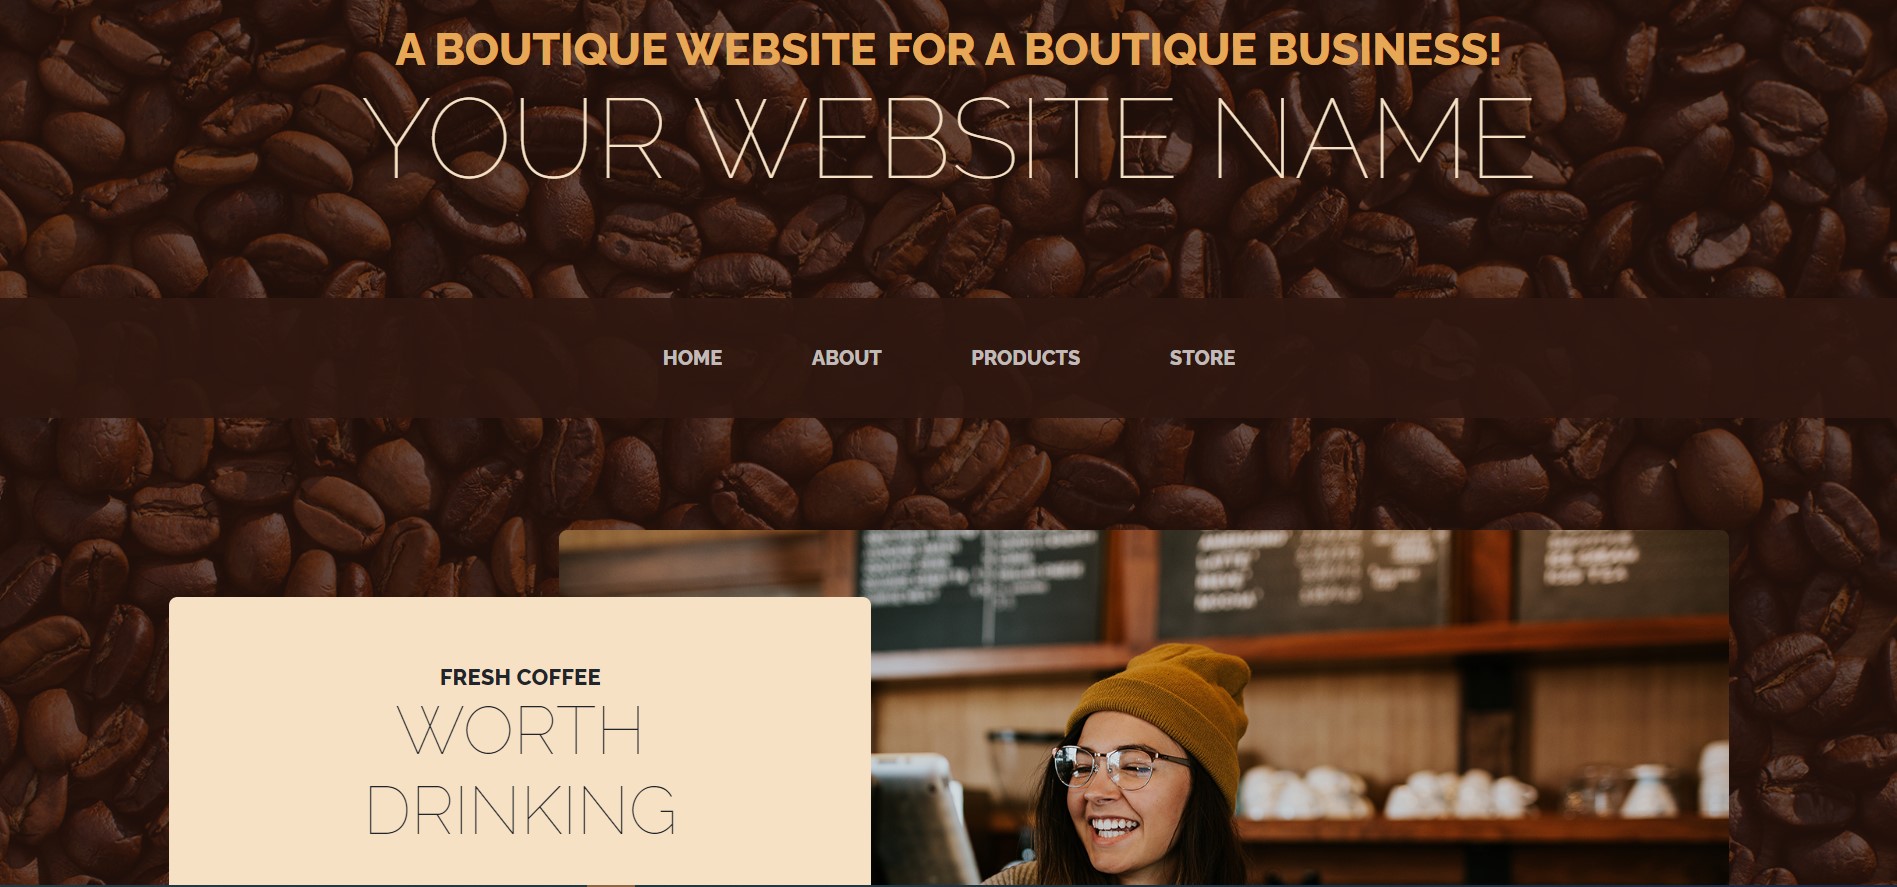 A BOUTIQUE WEBSITE FOR A BOUTIQUE BUSINESS!
YOUR WEBSITE NAME
HOME ABOUT PRODUCTS STORE
FRESH COFFEE
WORTH
DRINKING